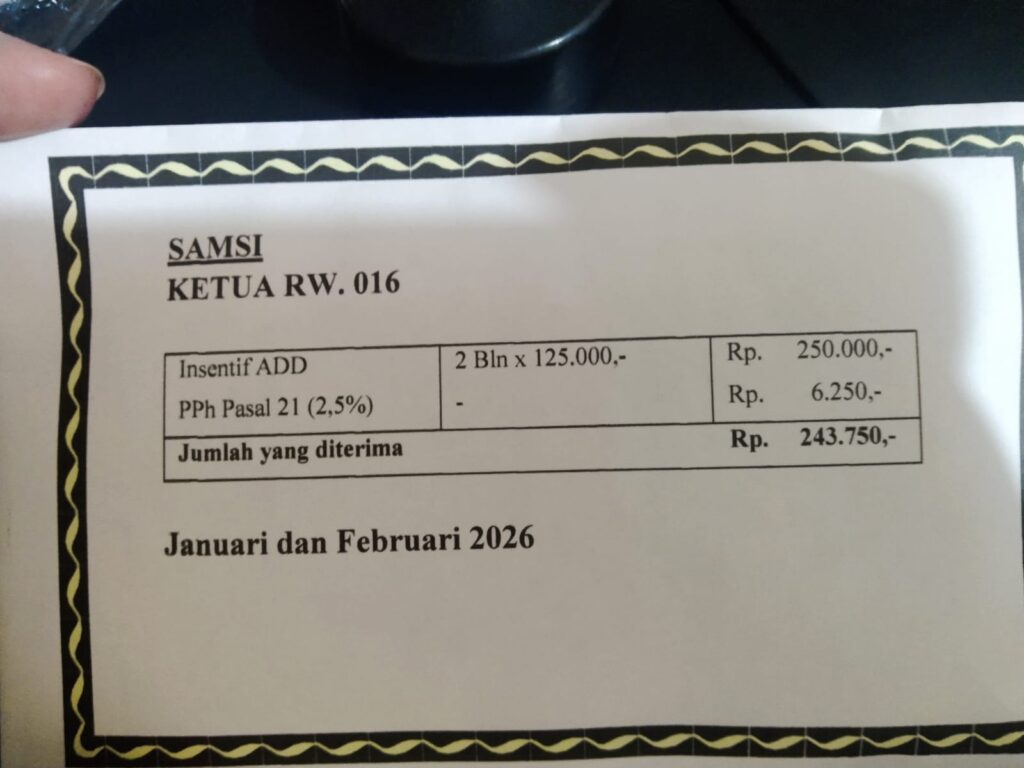 SAMSI
KETUA RW. 016
Insentif ADD 2 Bln x 125.000,- Rp. 250.000,-
PPh Pasal 21 (2,5%) - Rp. 6.250,-
Jumlah yang diterima Rp. 243.750,-
Januari dan Februari 2026